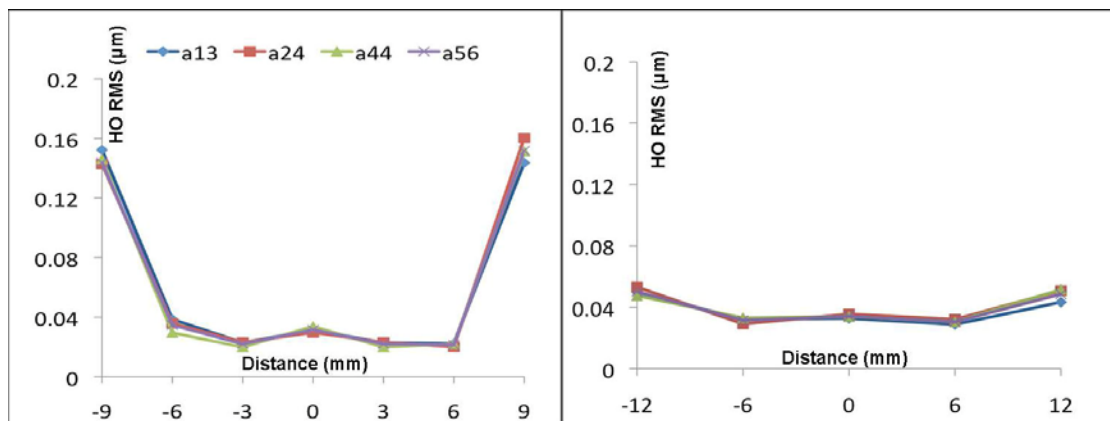 a13 a24 a44 a56
HO RMS (µm)
0.2
0.16
0.12
0.08
0.04
0
Distance (mm)
-9 -6 -3 0 3 6 9
HO RMS (µm)
0.2
0.16
0.12
0.08
0.04
0
Distance (mm)
-12 -6 0 6 12